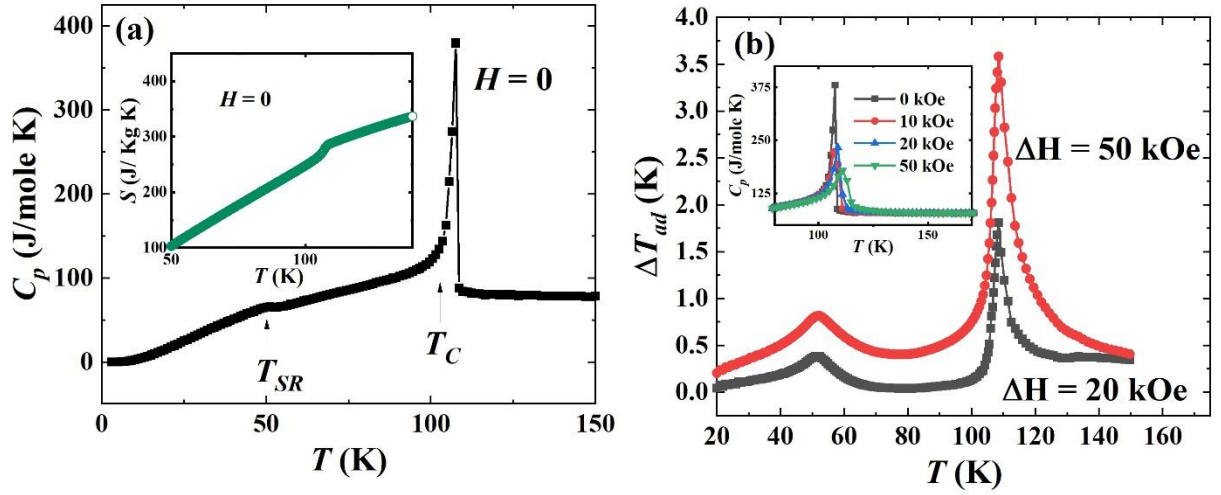 (a)
H = 0
C_p (J/mole K)
400
300
200
100
0
0
50
100
150
T (K)
T_SR
T_C
H = 0
S (J/ Kg K)
400
300
200
100
50
100
T (K)
(b)
ΔT_ad (K)
4.0
3.5
3.0
2.5
2.0
1.5
1.0
0.5
0.0
20
40
60
80
100
120
140
160
T (K)
ΔH = 50 kOe
ΔH = 20 kOe
C_p (J/mole K)
375
250
125
100
150
T (K)
0 kOe
10 kOe
20 kOe
50 kOe